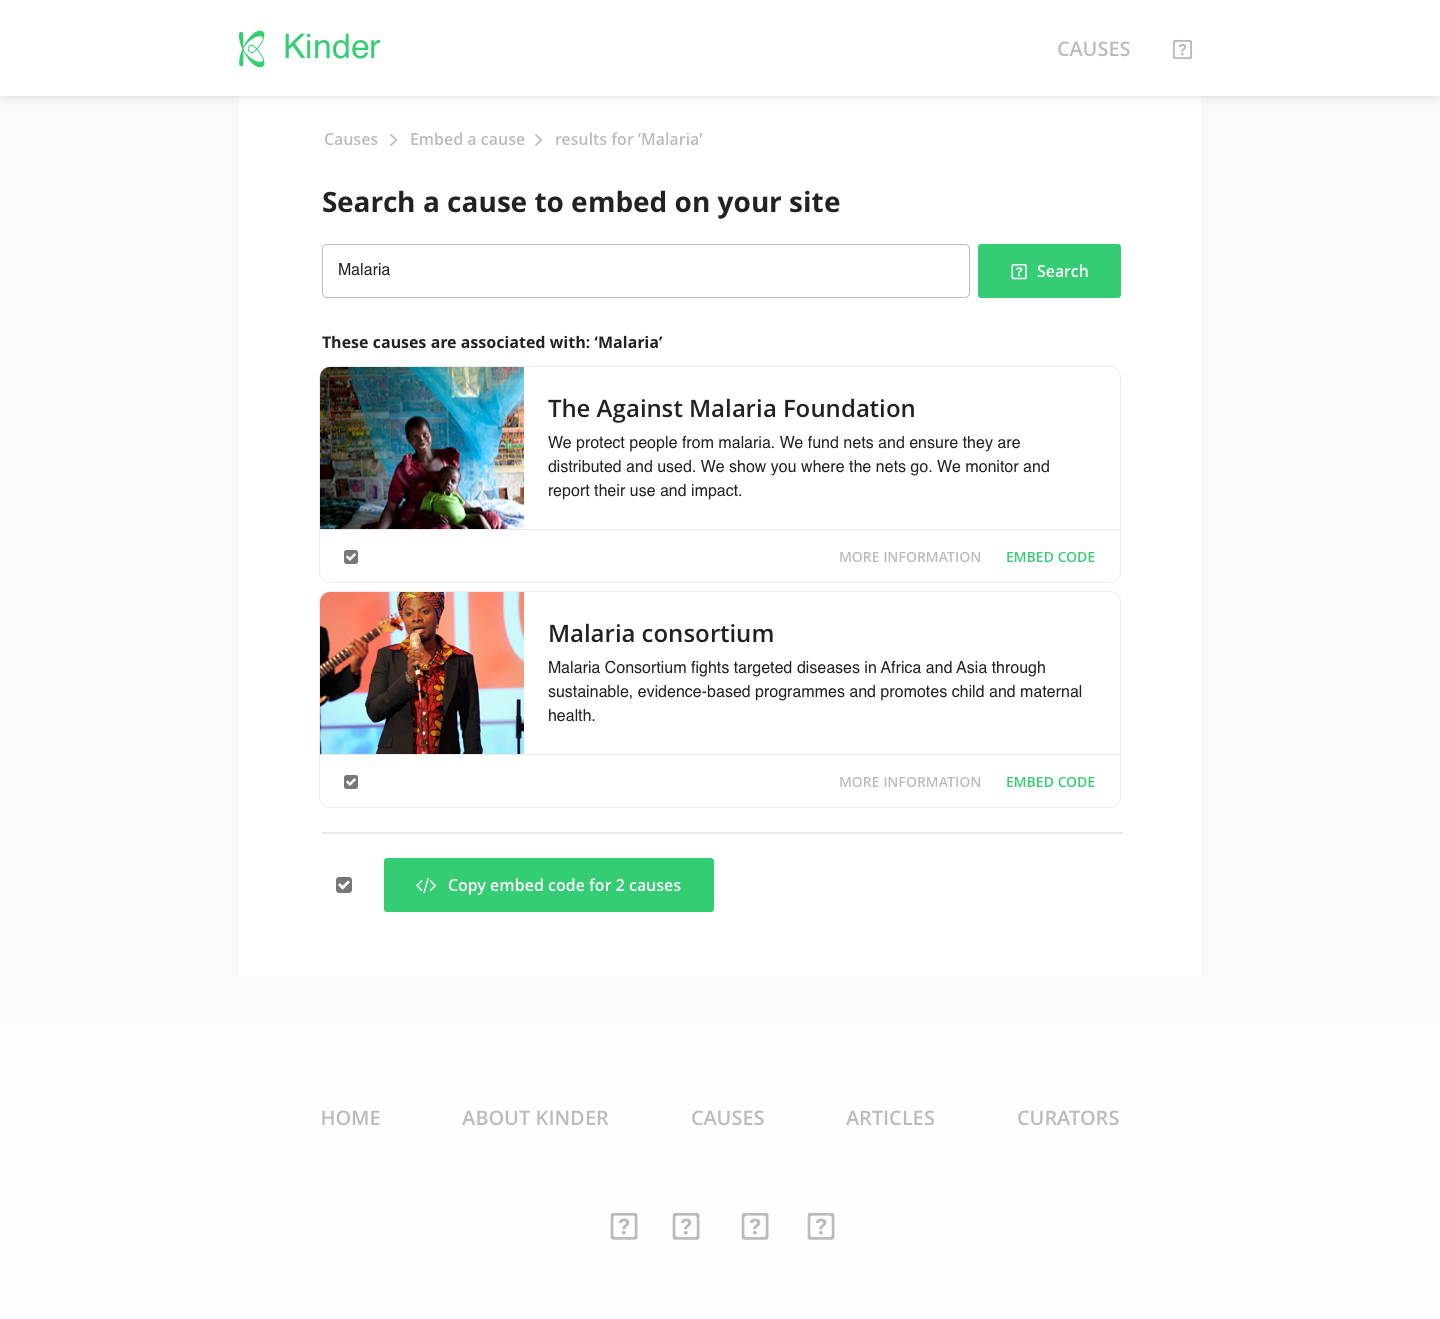 Kinder
CAUSES
Causes
Embed a cause
results for ‘Malaria’
Search a cause to embed on your site
Malaria
Search
These causes are associated with: ‘Malaria’
The Against Malaria Foundation
We protect people from malaria. We fund nets and ensure they are
distributed and used. We show you where the nets go. We monitor and
report their use and impact.
MORE INFORMATION
EMBED CODE
Malaria consortium
Malaria Consortium fights targeted diseases in Africa and Asia through
sustainable, evidence-based programmes and promotes child and maternal
health.
MORE INFORMATION
EMBED CODE
Copy embed code for 2 causes
HOME
ABOUT KINDER
CAUSES
ARTICLES
CURATORS